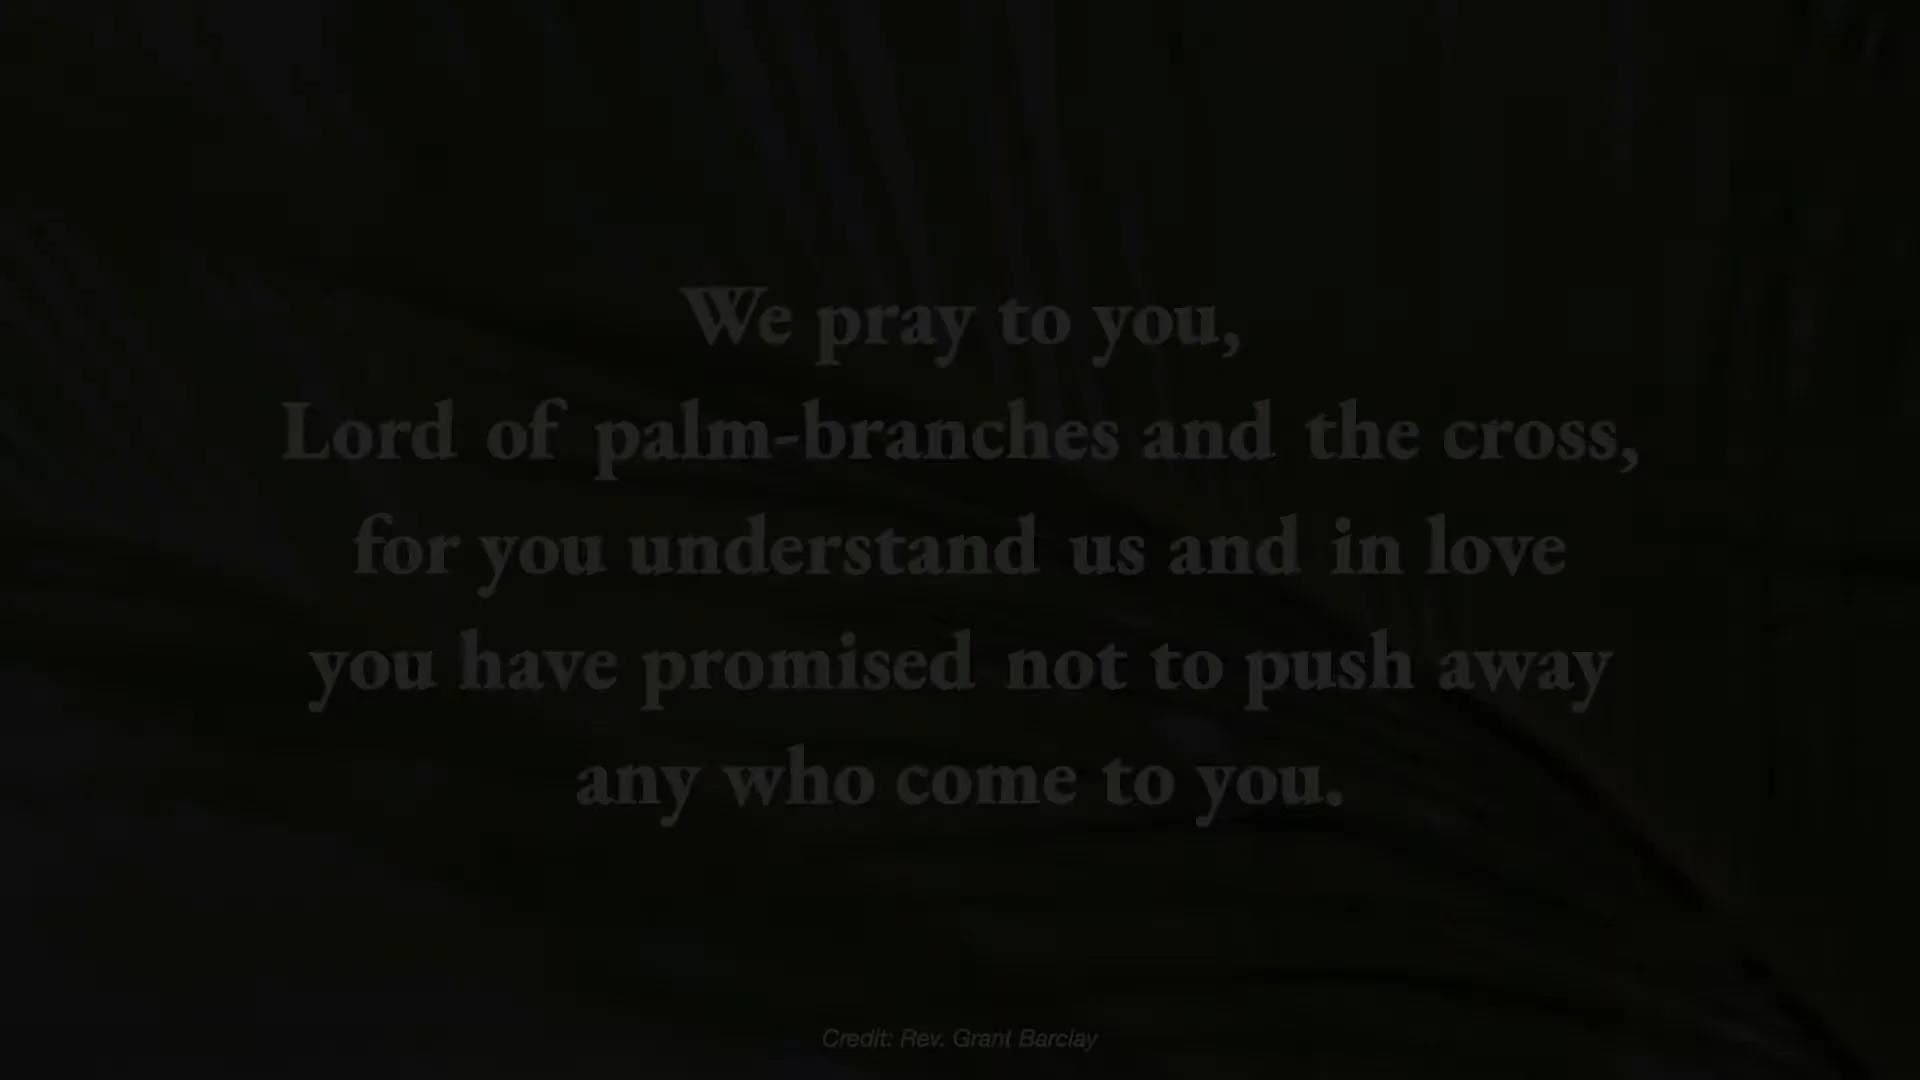 We pray to you,
Lord of palm-branches and the cross,
for you understand us and in love
you have promised not to push away
any who come to you.
Credit: Rev. Grant Barclay